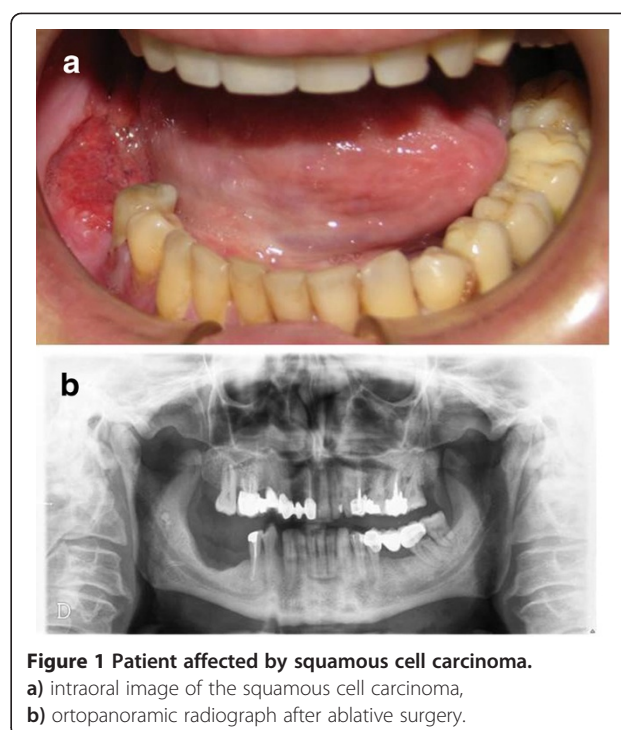 a
b
D
Figure 1 Patient affected by squamous cell carcinoma.
a) intraoral image of the squamous cell carcinoma,
b) ortopanoramic radiograph after ablative surgery.